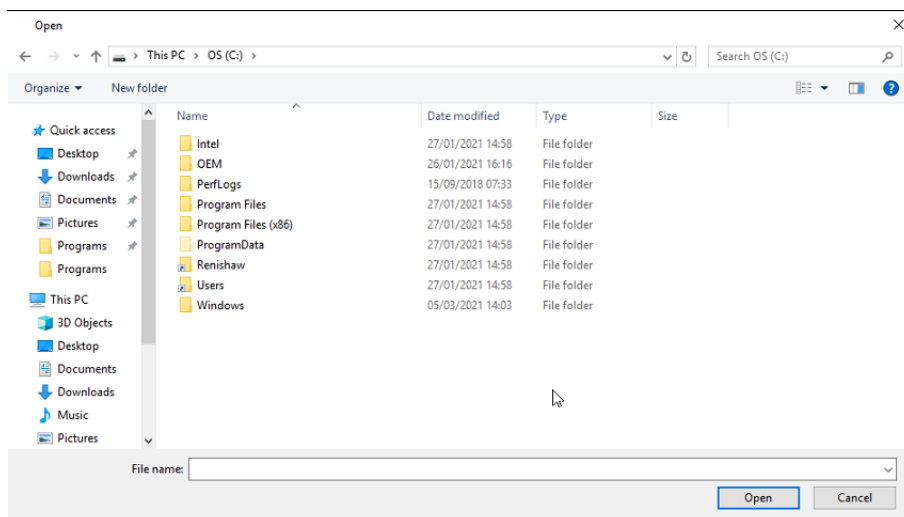 Open
This PC > OS (C:) >
Search OS (C:)
Organize
New folder
Quick access
Desktop
Downloads
Documents
Pictures
Programs
Programs
This PC
3D Objects
Desktop
Documents
Downloads
Music
Pictures
Name Date modified Type Size
Intel 27/01/2021 14:58 File folder
OEM 26/01/2021 16:16 File folder
PerfLogs 15/09/2018 07:33 File folder
Program Files 27/01/2021 14:58 File folder
Program Files (x86) 27/01/2021 14:58 File folder
ProgramData 27/01/2021 14:58 File folder
Renishaw 27/01/2021 14:58 File folder
Users 27/01/2021 14:58 File folder
Windows 05/03/2021 14:03 File folder
File name:
Open
Cancel